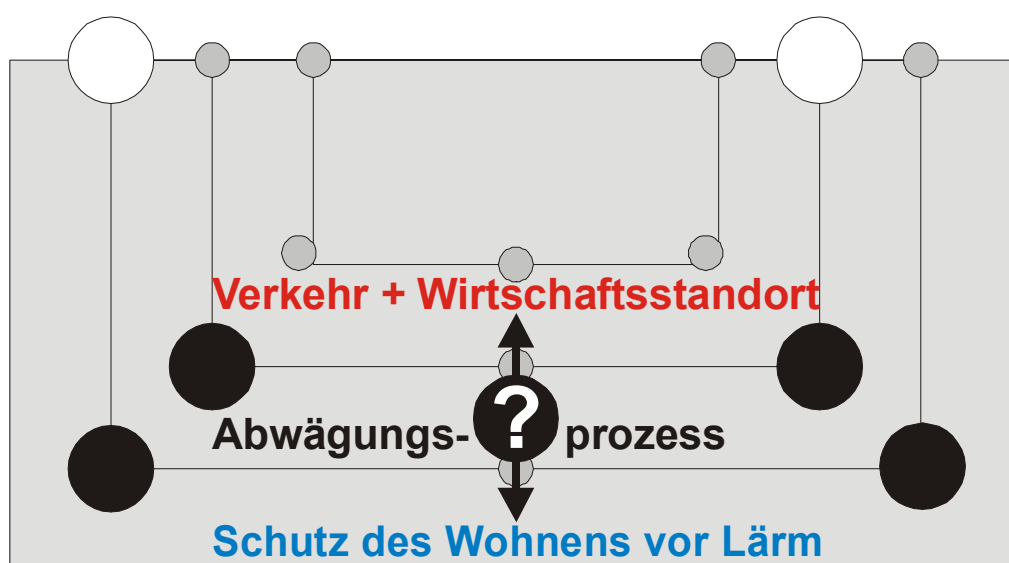 Verkehr + Wirtschaftsstandort
Abwägungs- ? prozess
Schutz des Wohnens vor Lärm